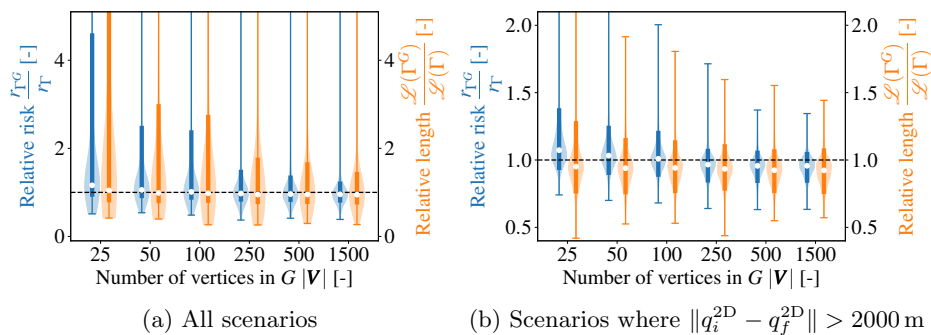 Relative risk r_{Γ^G} / r_Γ [-]
4
2
0
25 50 100 250 500 1500
Number of vertices in G |V| [-]
4
2
0
Relative length ℒ(Γ^G) / ℒ(Γ) [-]
(a) All scenarios
Relative risk r_{Γ^G} / r_Γ [-]
2.0
1.5
1.0
0.5
25 50 100 250 500 1500
Number of vertices in G |V| [-]
2.0
1.5
1.0
0.5
Relative length ℒ(Γ^G) / ℒ(Γ) [-]
(b) Scenarios where ‖q_i^{2D} − q_f^{2D}‖ > 2000 m